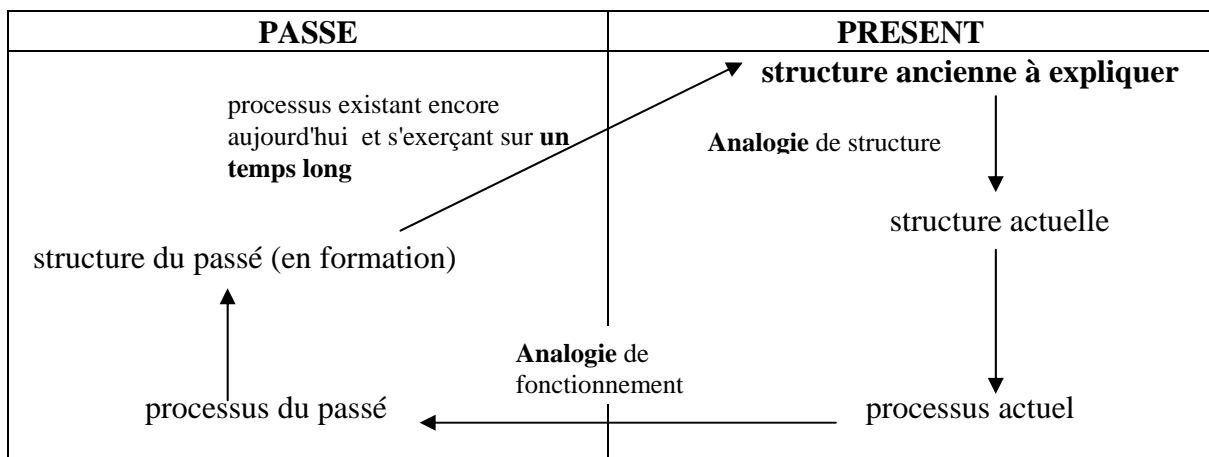 PASSE
PRESENT
structure ancienne à expliquer
processus existant encore
aujourd'hui et s'exerçant sur un
temps long
Analogie de structure
structure actuelle
structure du passé (en formation)
Analogie de
fonctionnement
processus du passé
processus actuel